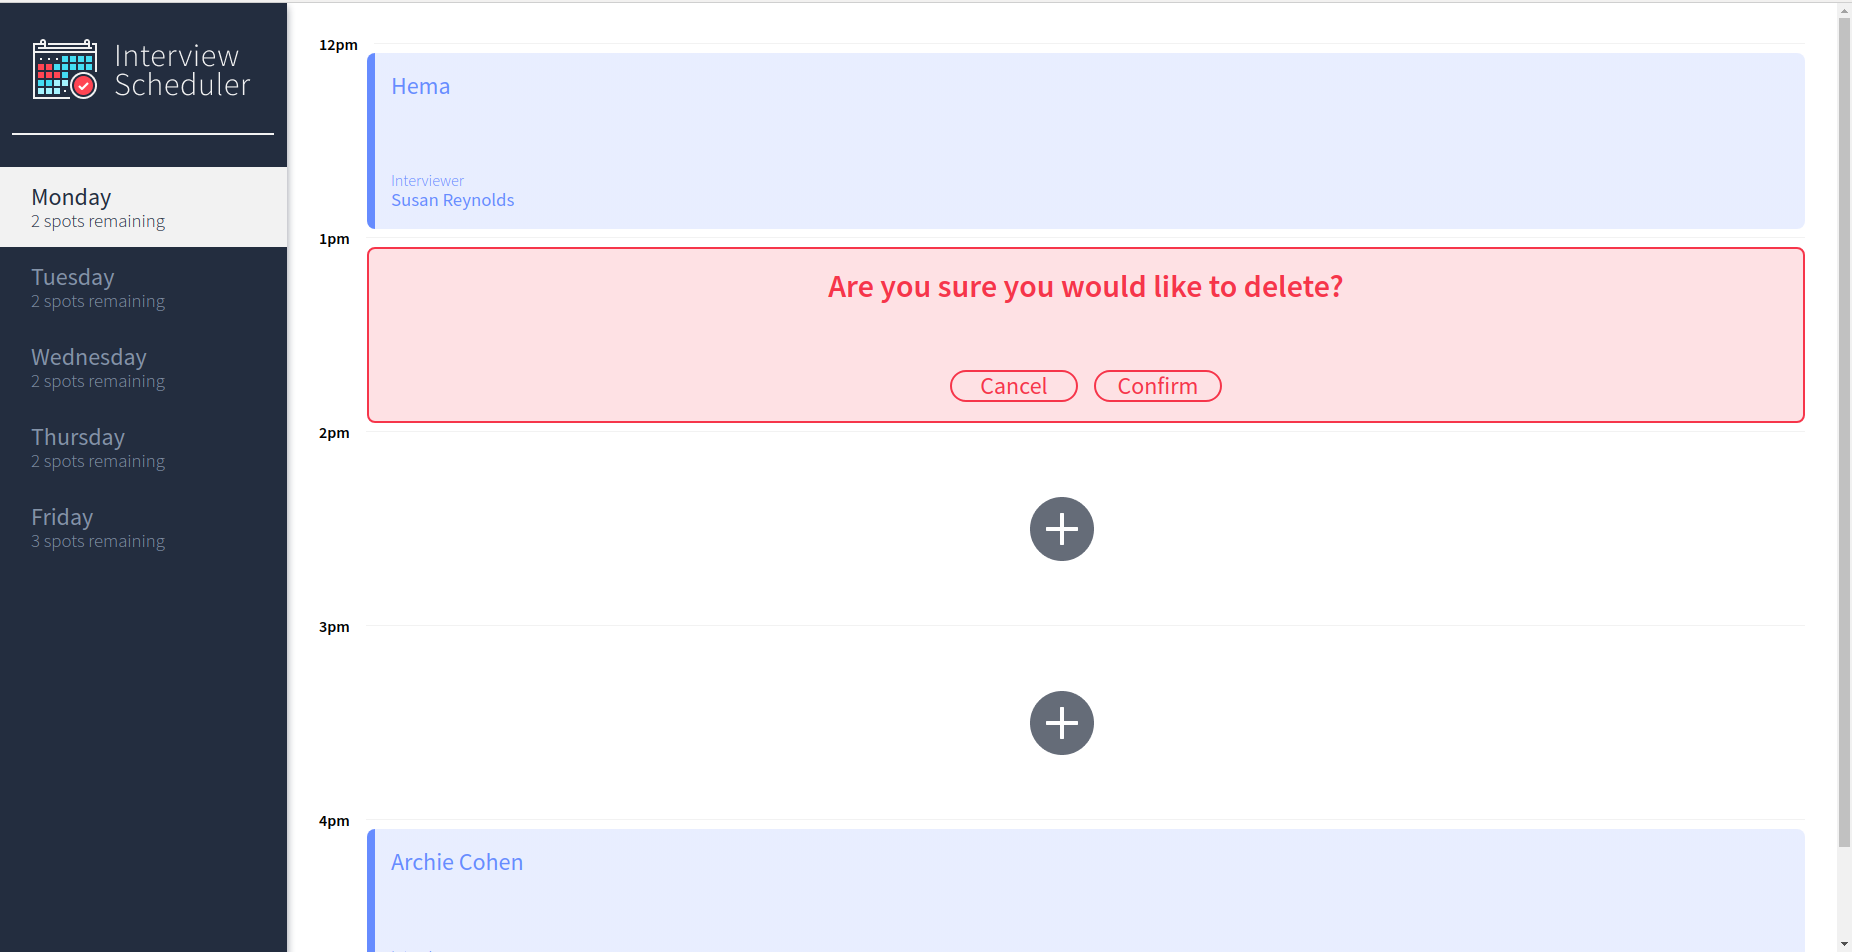 Interview
Scheduler
Monday
2 spots remaining
Tuesday
2 spots remaining
Wednesday
2 spots remaining
Thursday
2 spots remaining
Friday
3 spots remaining
12pm
Hema
Interviewer
Susan Reynolds
1pm
Are you sure you would like to delete?
Cancel Confirm
2pm
3pm
4pm
Archie Cohen